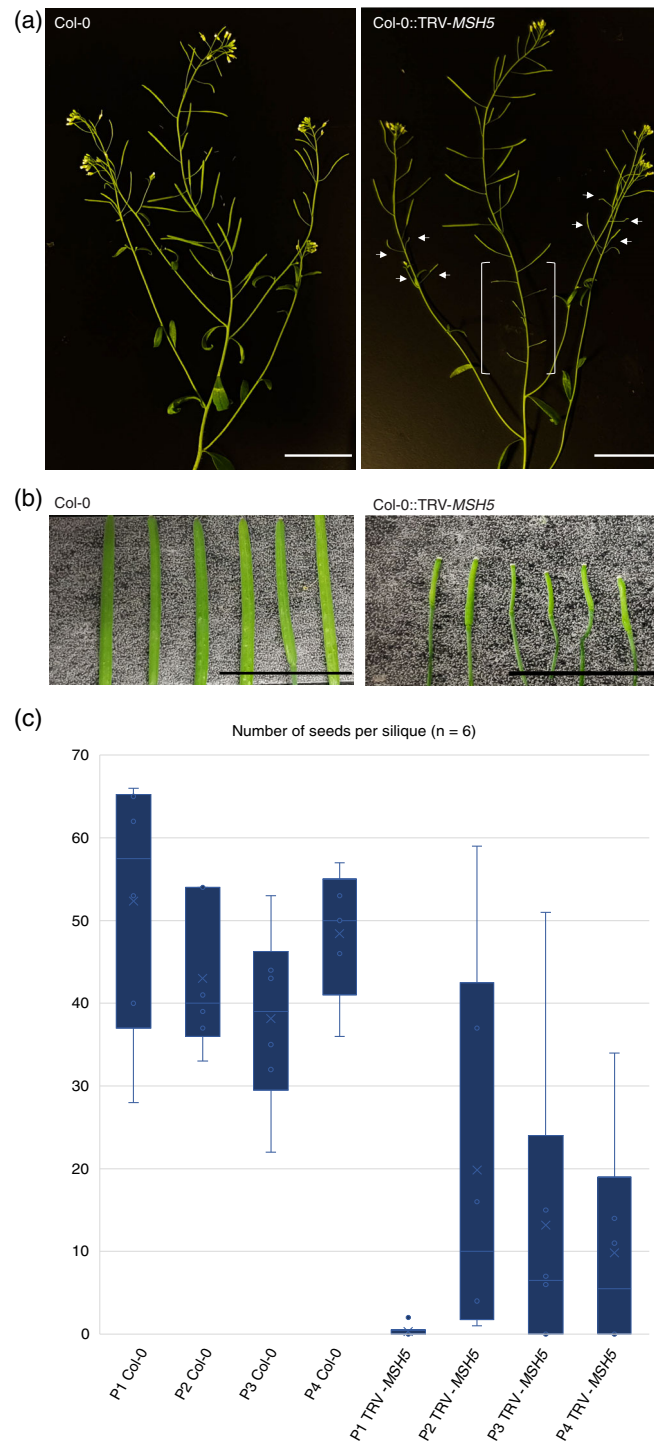 (a)
Col-0
Col-0::TRV-MSH5
(b)
Col-0
Col-0::TRV-MSH5
(c)
Number of seeds per silique (n = 6)
70
60
50
40
30
20
10
0
P1 Col-0
P2 Col-0
P3 Col-0
P4 Col-0
P1 TRV - MSH5
P2 TRV - MSH5
P3 TRV - MSH5
P4 TRV - MSH5